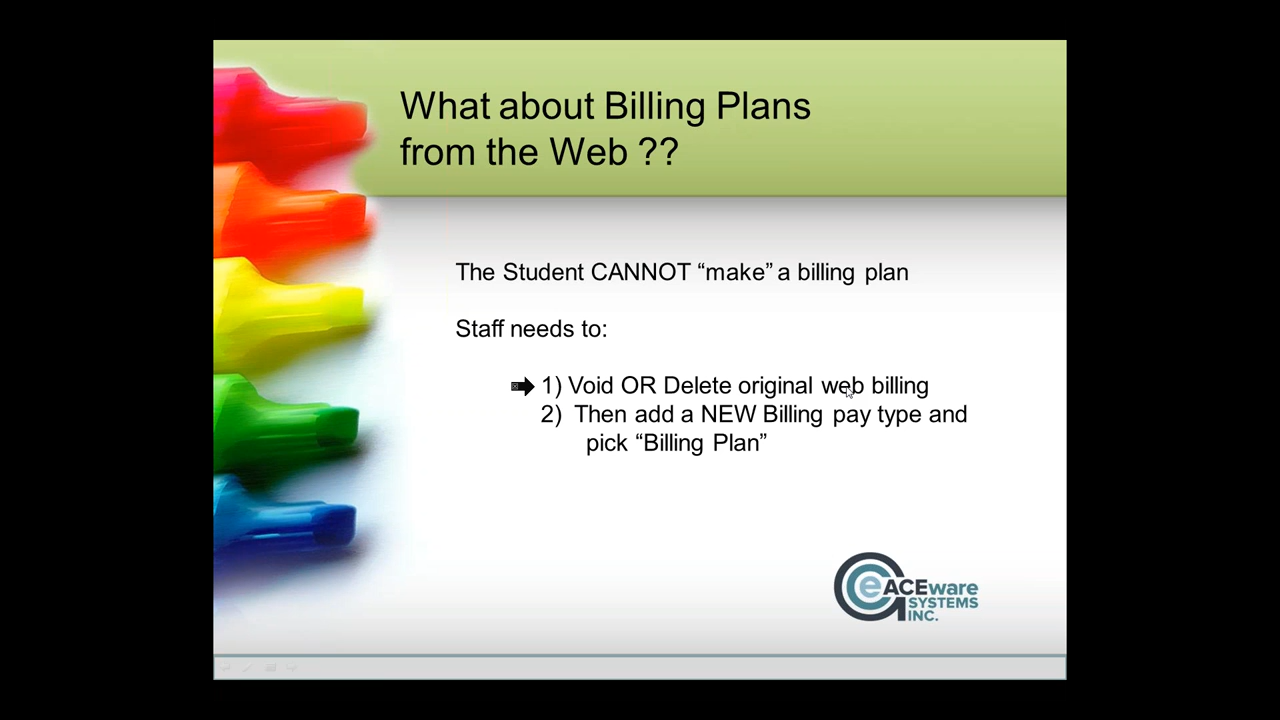 What about Billing Plans
from the Web ??
The Student CANNOT “make” a billing plan
Staff needs to:
1) Void OR Delete original web billing
2) Then add a NEW Billing pay type and
pick “Billing Plan”
e ACEware
SYSTEMS
INC.